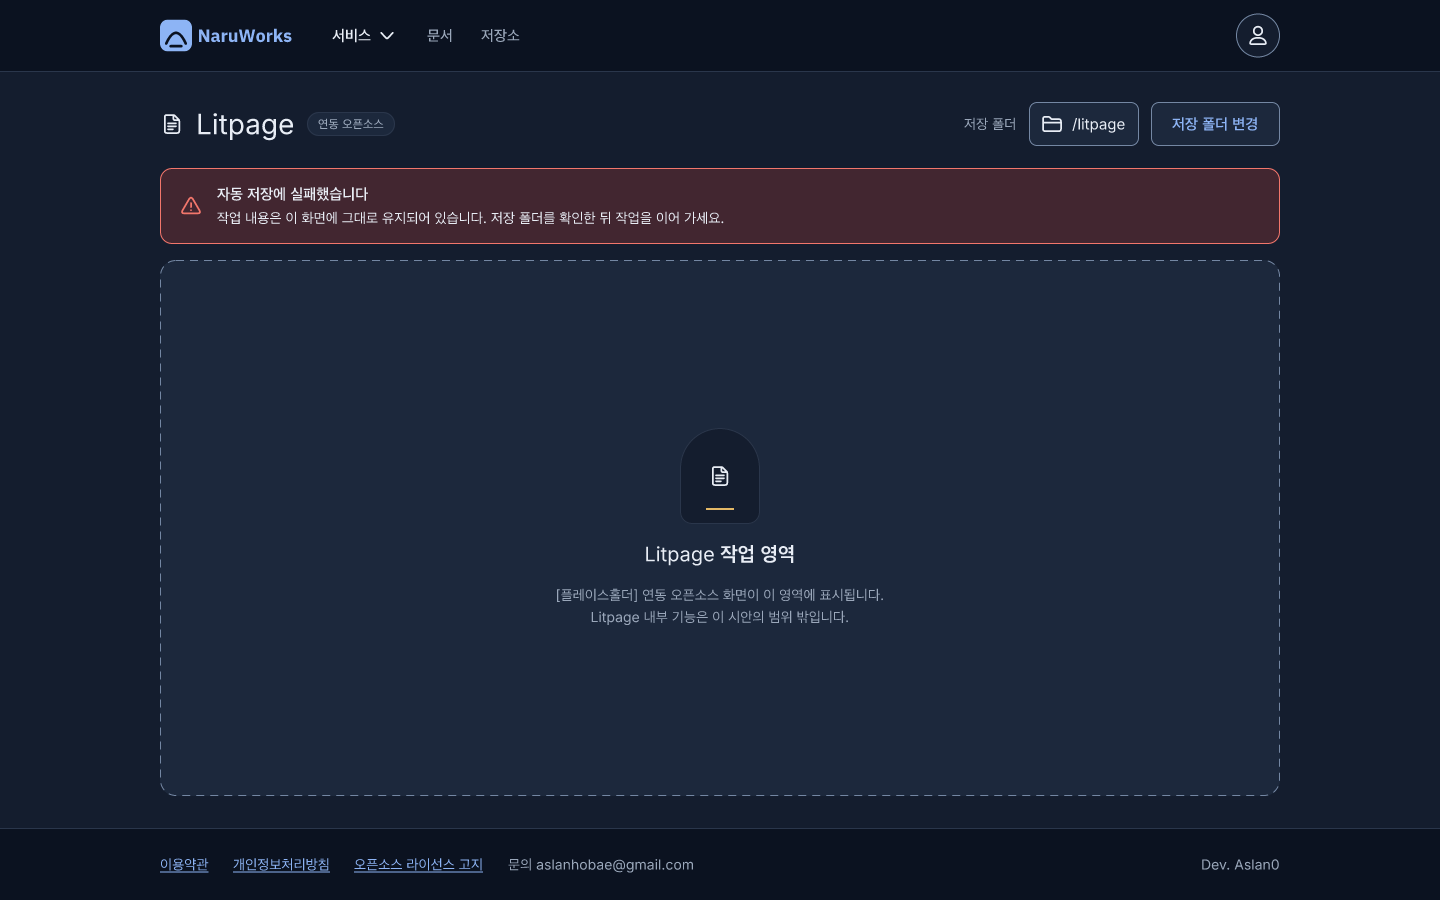 NaruWorks 서비스 문서 저장소
Litpage 연동 오픈소스 저장 폴더 /litpage 저장 폴더 변경
자동 저장에 실패했습니다
작업 내용은 이 화면에 그대로 유지되어 있습니다. 저장 폴더를 확인한 뒤 작업을 이어 가세요.
Litpage 작업 영역
[플레이스홀더] 연동 오픈소스 화면이 이 영역에 표시됩니다.
Litpage 내부 기능은 이 시안의 범위 밖입니다.
이용약관 개인정보처리방침 오픈소스 라이선스 고지 문의 aslanhobae@gmail.com Dev. Aslan0